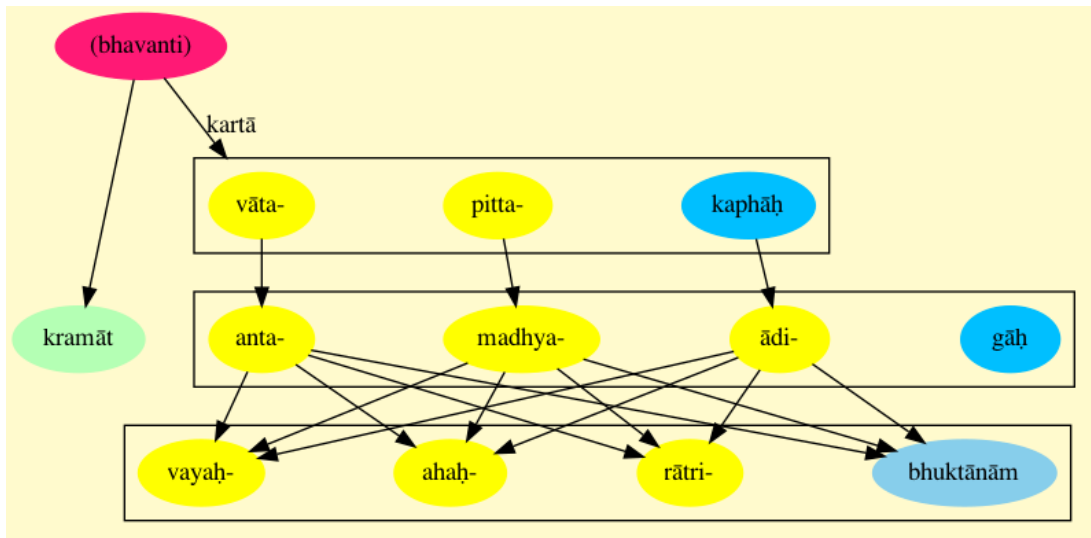 (bhavanti)
kartā
vāta- pitta- kaphāḥ
kramāt anta- madhya- ādi- gāḥ
vayaḥ- ahaḥ- rātri- bhuktānām